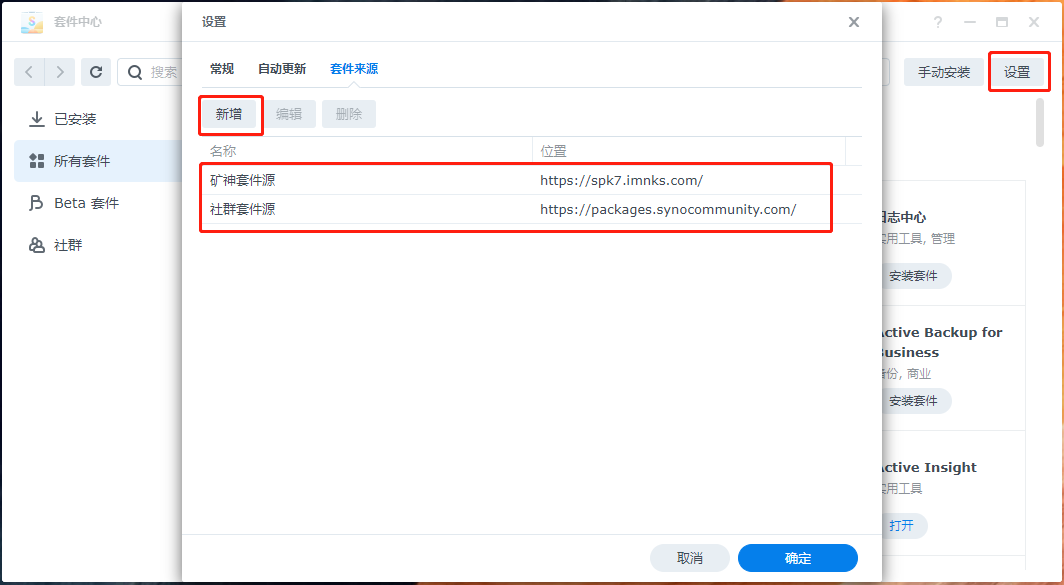 套件中心
设置
?
搜索
手动安装
设置
常规
自动更新
套件来源
新增
编辑
删除
已安装
所有套件
Beta 套件
社群
名称
位置
矿神套件源
https://spk7.imnks.com/
社群套件源
https://packages.synocommunity.com/
日志中心
实用工具, 管理
安装套件
Active Backup for
Business
备份, 商业
安装套件
Active Insight
实用工具
打开
取消
确定